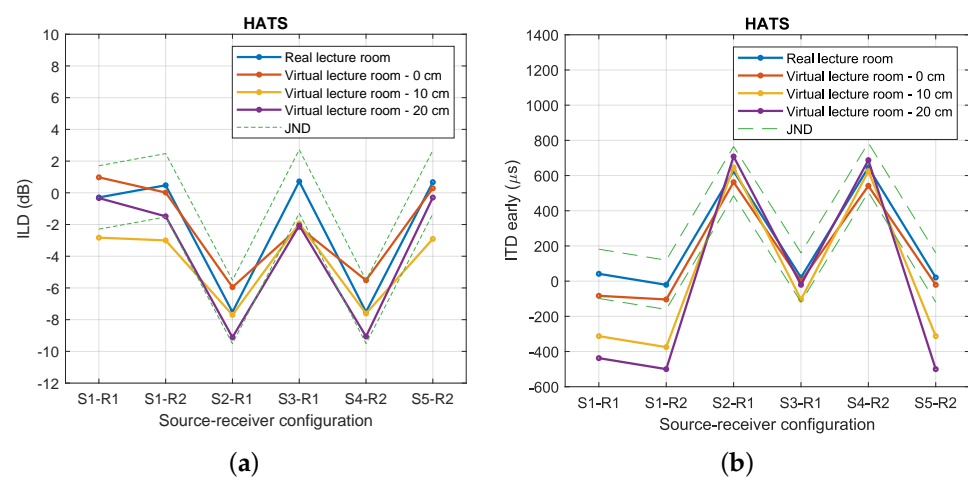 HATS
10
8
6
4
2
0
-2
-4
-6
-8
-10
-12
ILD (dB)
Real lecture room
Virtual lecture room - 0 cm
Virtual lecture room - 10 cm
Virtual lecture room - 20 cm
JND
S1-R1 S1-R2 S2-R1 S3-R1 S4-R2 S5-R2
Source-receiver configuration
(a)
HATS
1400
1200
1000
800
600
400
200
0
-200
-400
-600
ITD early (μs)
Real lecture room
Virtual lecture room - 0 cm
Virtual lecture room - 10 cm
Virtual lecture room - 20 cm
JND
S1-R1 S1-R2 S2-R1 S3-R1 S4-R2 S5-R2
Source-receiver configuration
(b)